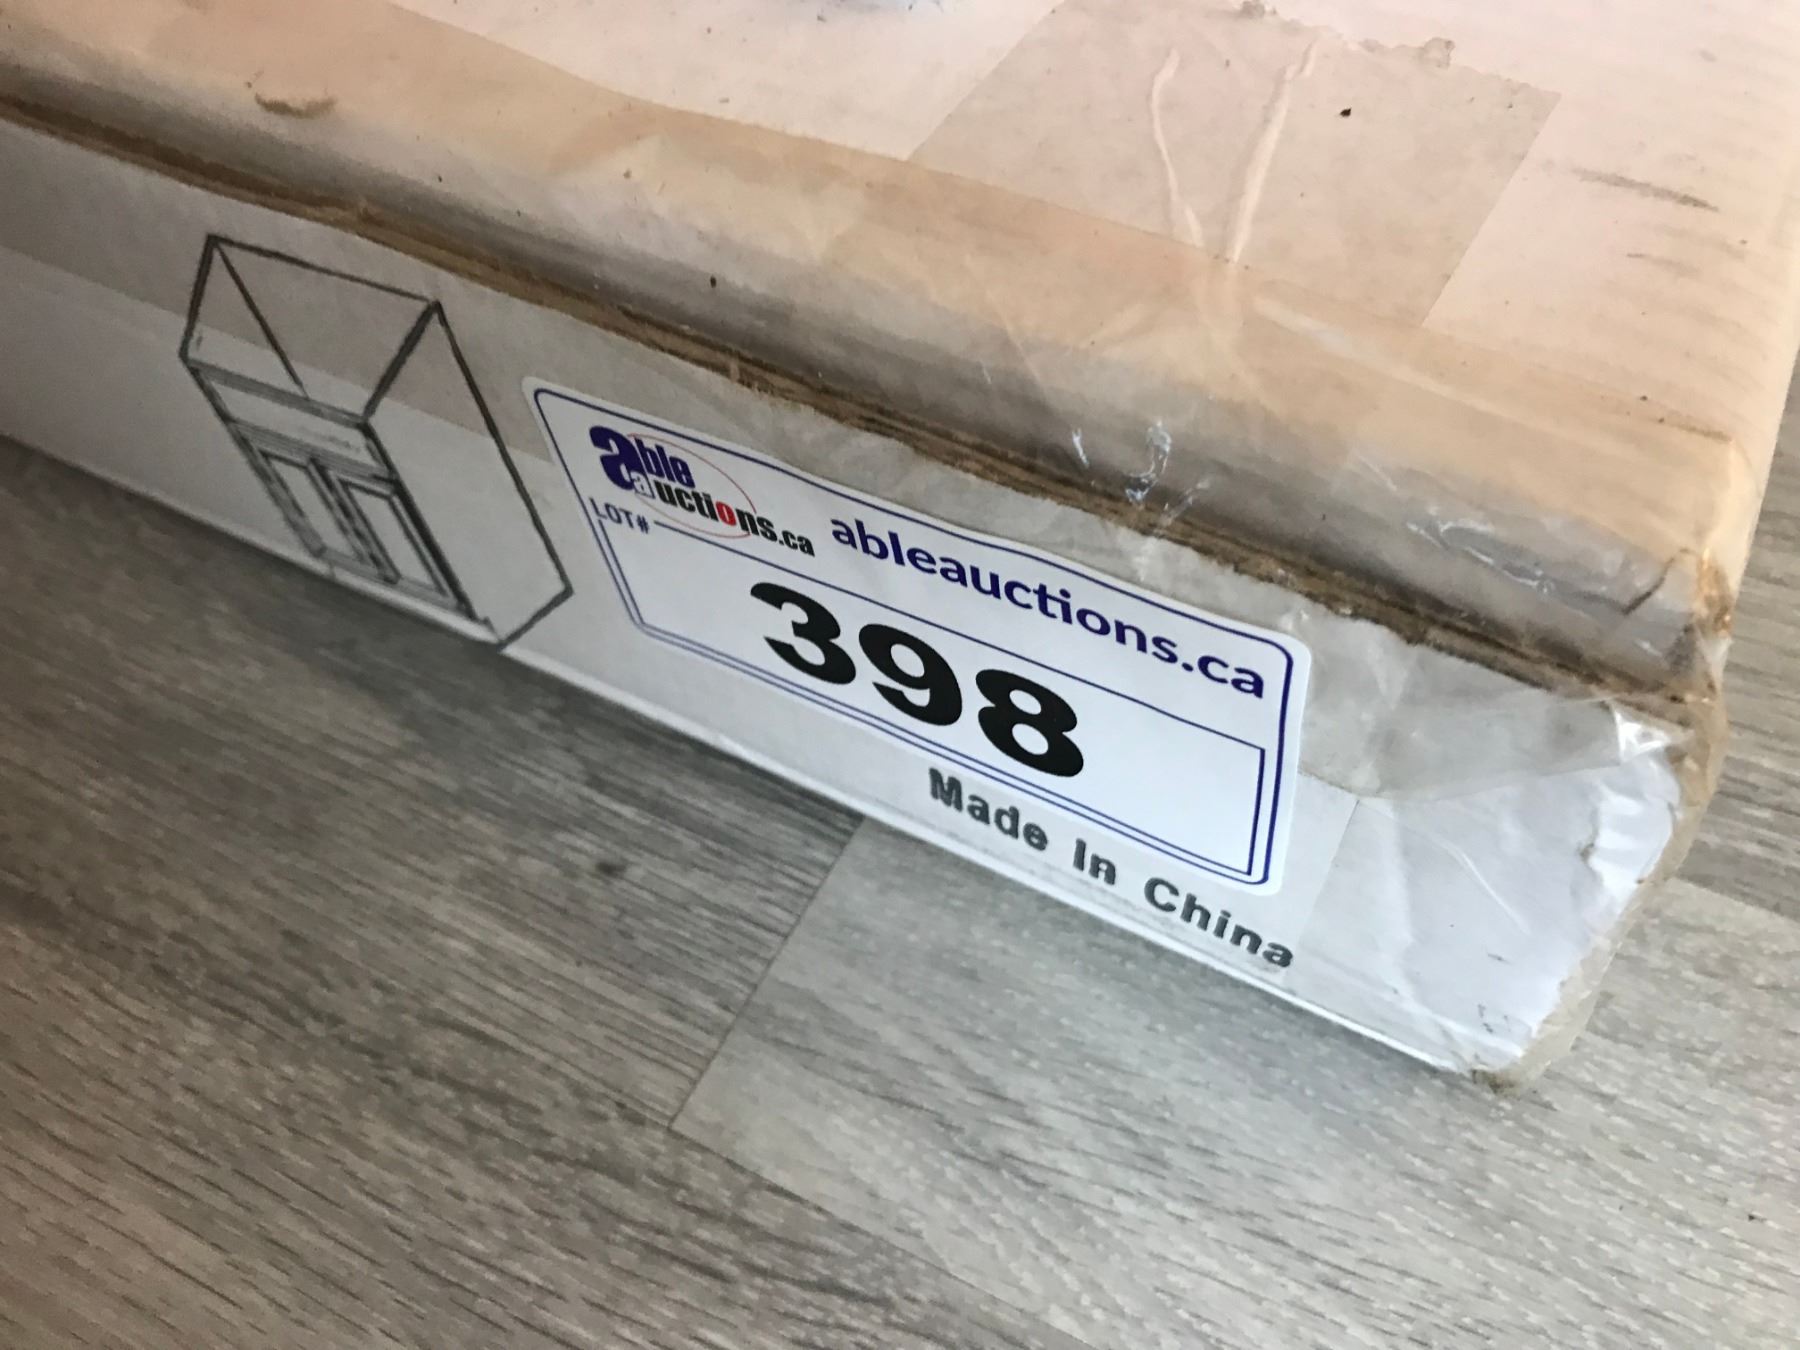 able auctions.ca ableauctions.ca
LOT#
398
Made In China